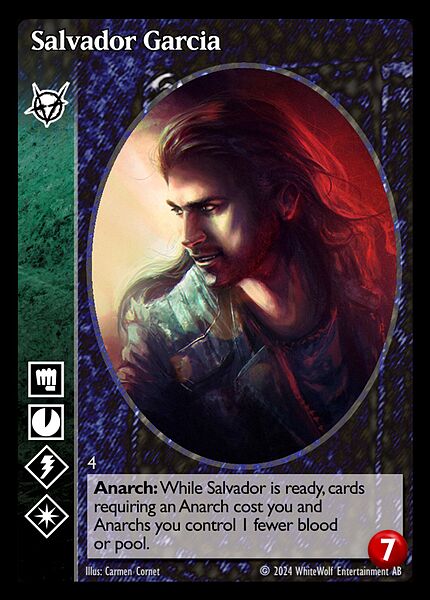 Salvador Garcia
4
Anarch: While Salvador is ready, cards
requiring an Anarch cost you and
Anarchs you control 1 fewer blood
or pool.
7
Illus: Carmen Cornet © 2024 WhiteWolf Entertainment AB